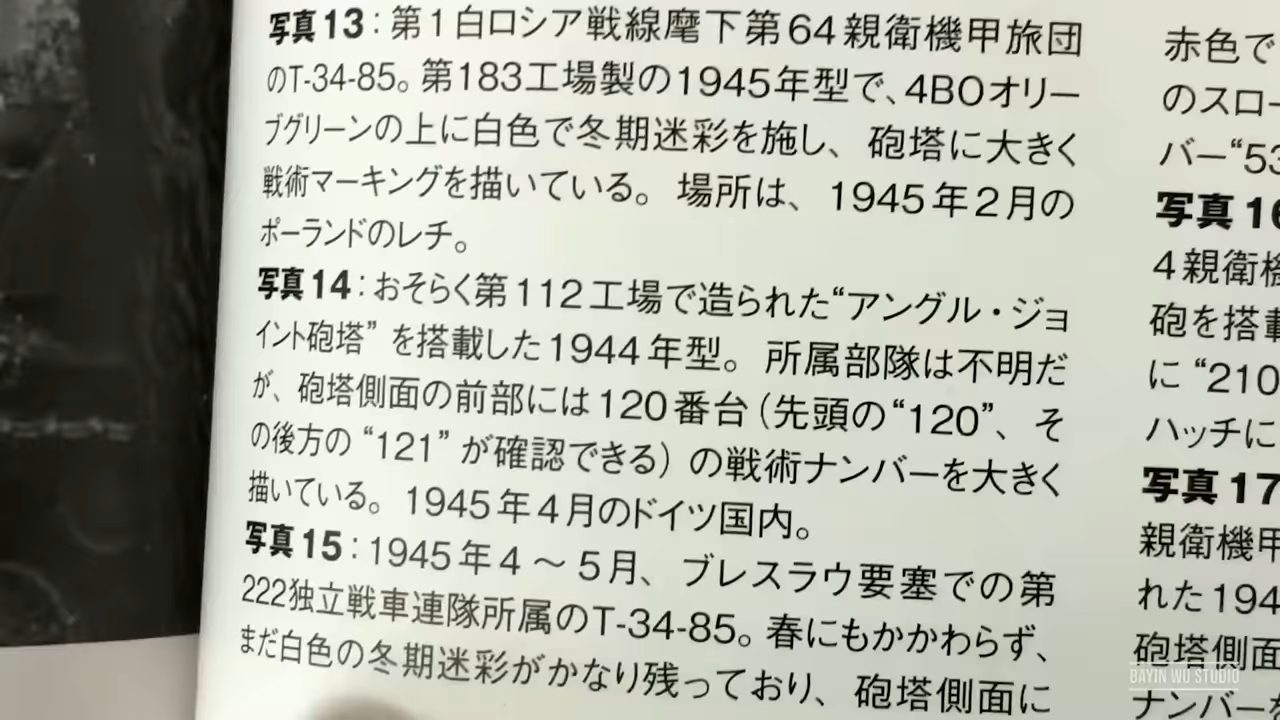 写真13：第1白ロシア戦線麾下第64親衛機甲旅団
のT-34-85。第183工場製の1945年型で、4BOオリー
ブグリーンの上に白色で冬期迷彩を施し、砲塔に大きく
戦術マーキングを描いている。場所は、1945年2月の
ポーランドのレチ。
写真14：おそらく第112工場で造られた“アングル・ジョ
イント砲塔”を搭載した1944年型。所属部隊は不明だ
が、砲塔側面の前部には120番台（先頭の“120”、そ
の後方の“121”が確認できる）の戦術ナンバーを大きく
描いている。1945年4月のドイツ国内。
写真15：1945年4～5月、ブレスラウ要塞での第
222独立戦車連隊所属のT-34-85。春にもかかわらず、
まだ白色の冬期迷彩がかなり残っており、砲塔側面に
赤色で
のスロー
バー“53
写真16
4親衛機
砲を搭載
に“210
ハッチに
写真17
親衛機甲
れた194
砲塔側面
ナンバーを
BAYIN WU STUDIO